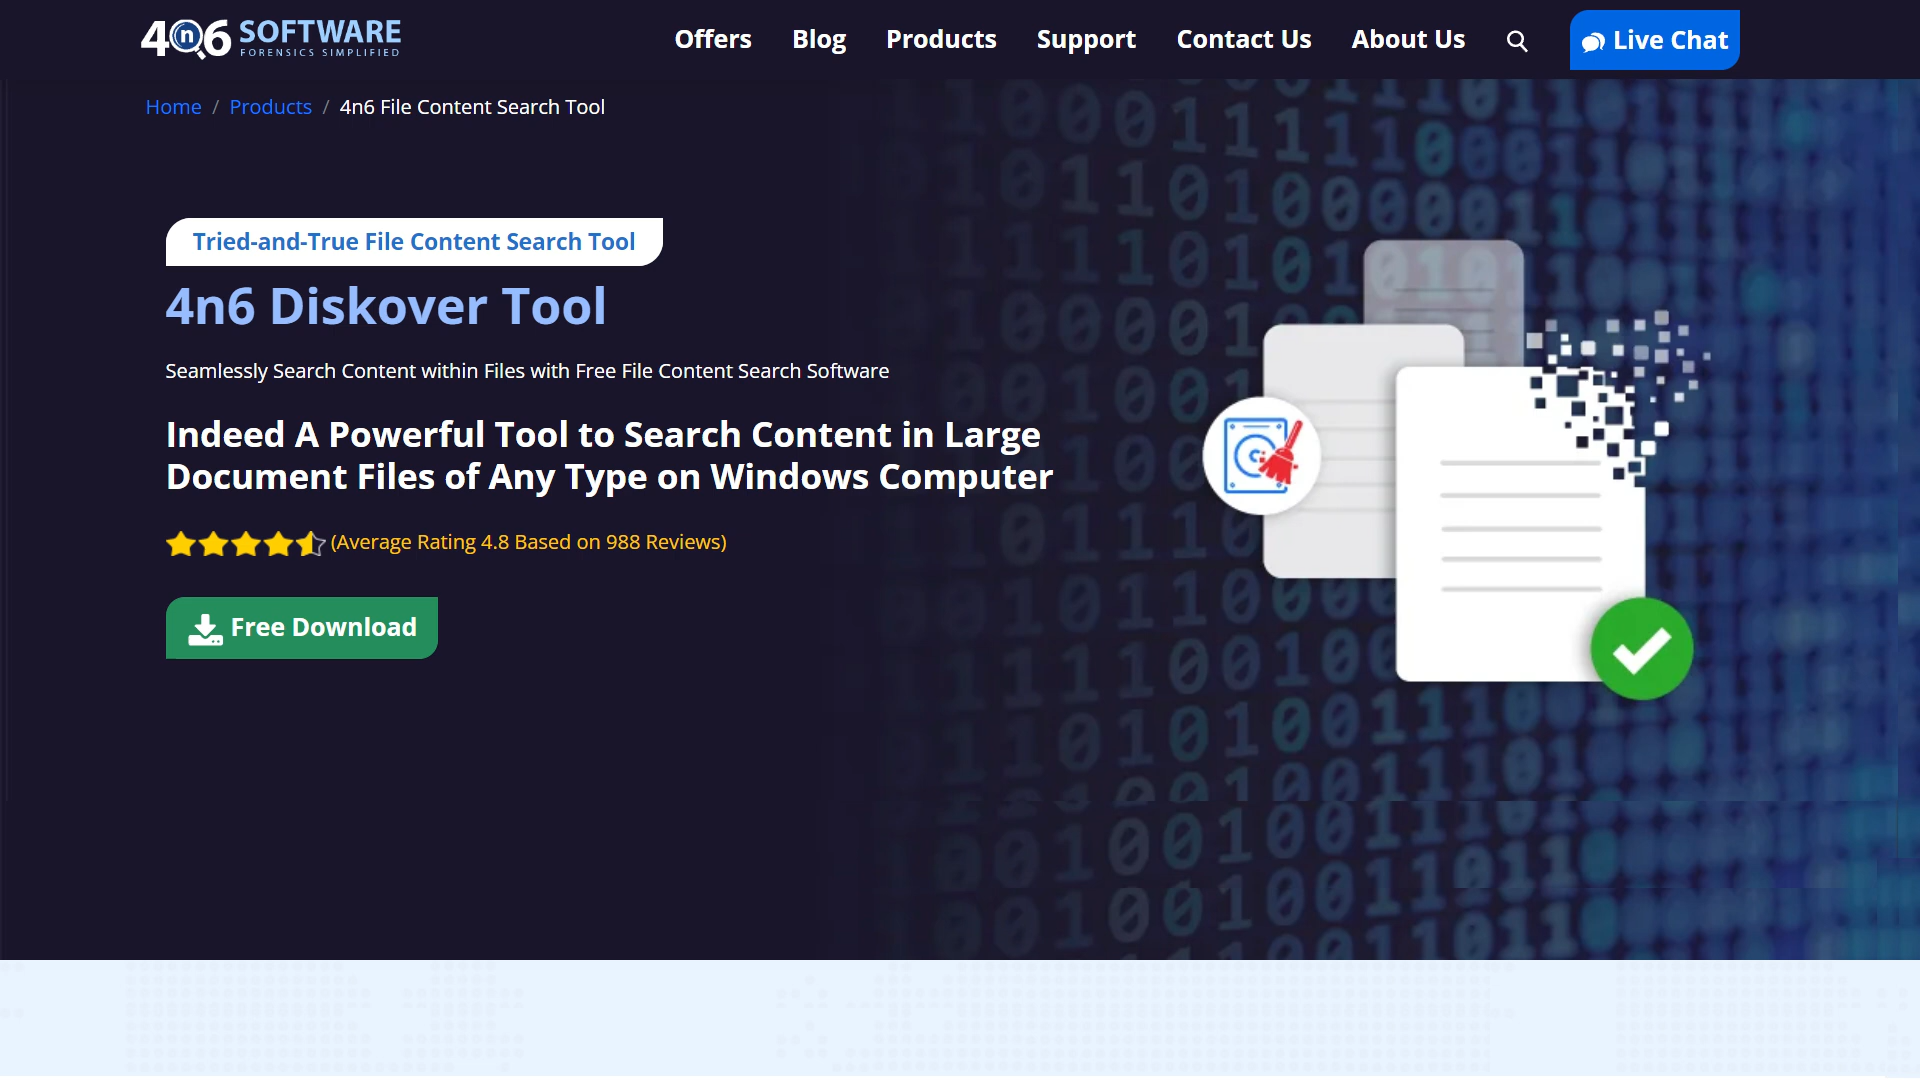 4n6 SOFTWARE
FORENSICS SIMPLIFIED
Offers Blog Products Support Contact Us About Us Live Chat
Home / Products / 4n6 File Content Search Tool
Tried-and-True File Content Search Tool
4n6 Diskover Tool
Seamlessly Search Content within Files with Free File Content Search Software
Indeed A Powerful Tool to Search Content in Large
Document Files of Any Type on Windows Computer
(Average Rating 4.8 Based on 988 Reviews)
Free Download